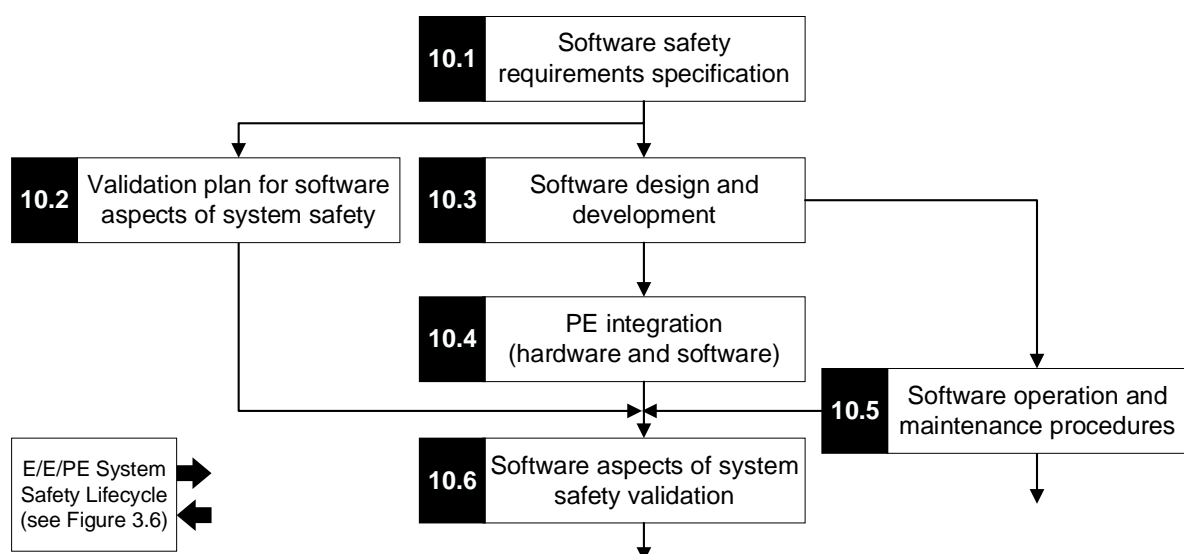 10.1
Software safety
requirements specification
10.2
Validation plan for software
aspects of system safety
10.3
Software design and
development
10.4
PE integration
(hardware and software)
10.5
Software operation and
maintenance procedures
E/E/PE System
Safety Lifecycle
(see Figure 3.6)
10.6
Software aspects of system
safety validation